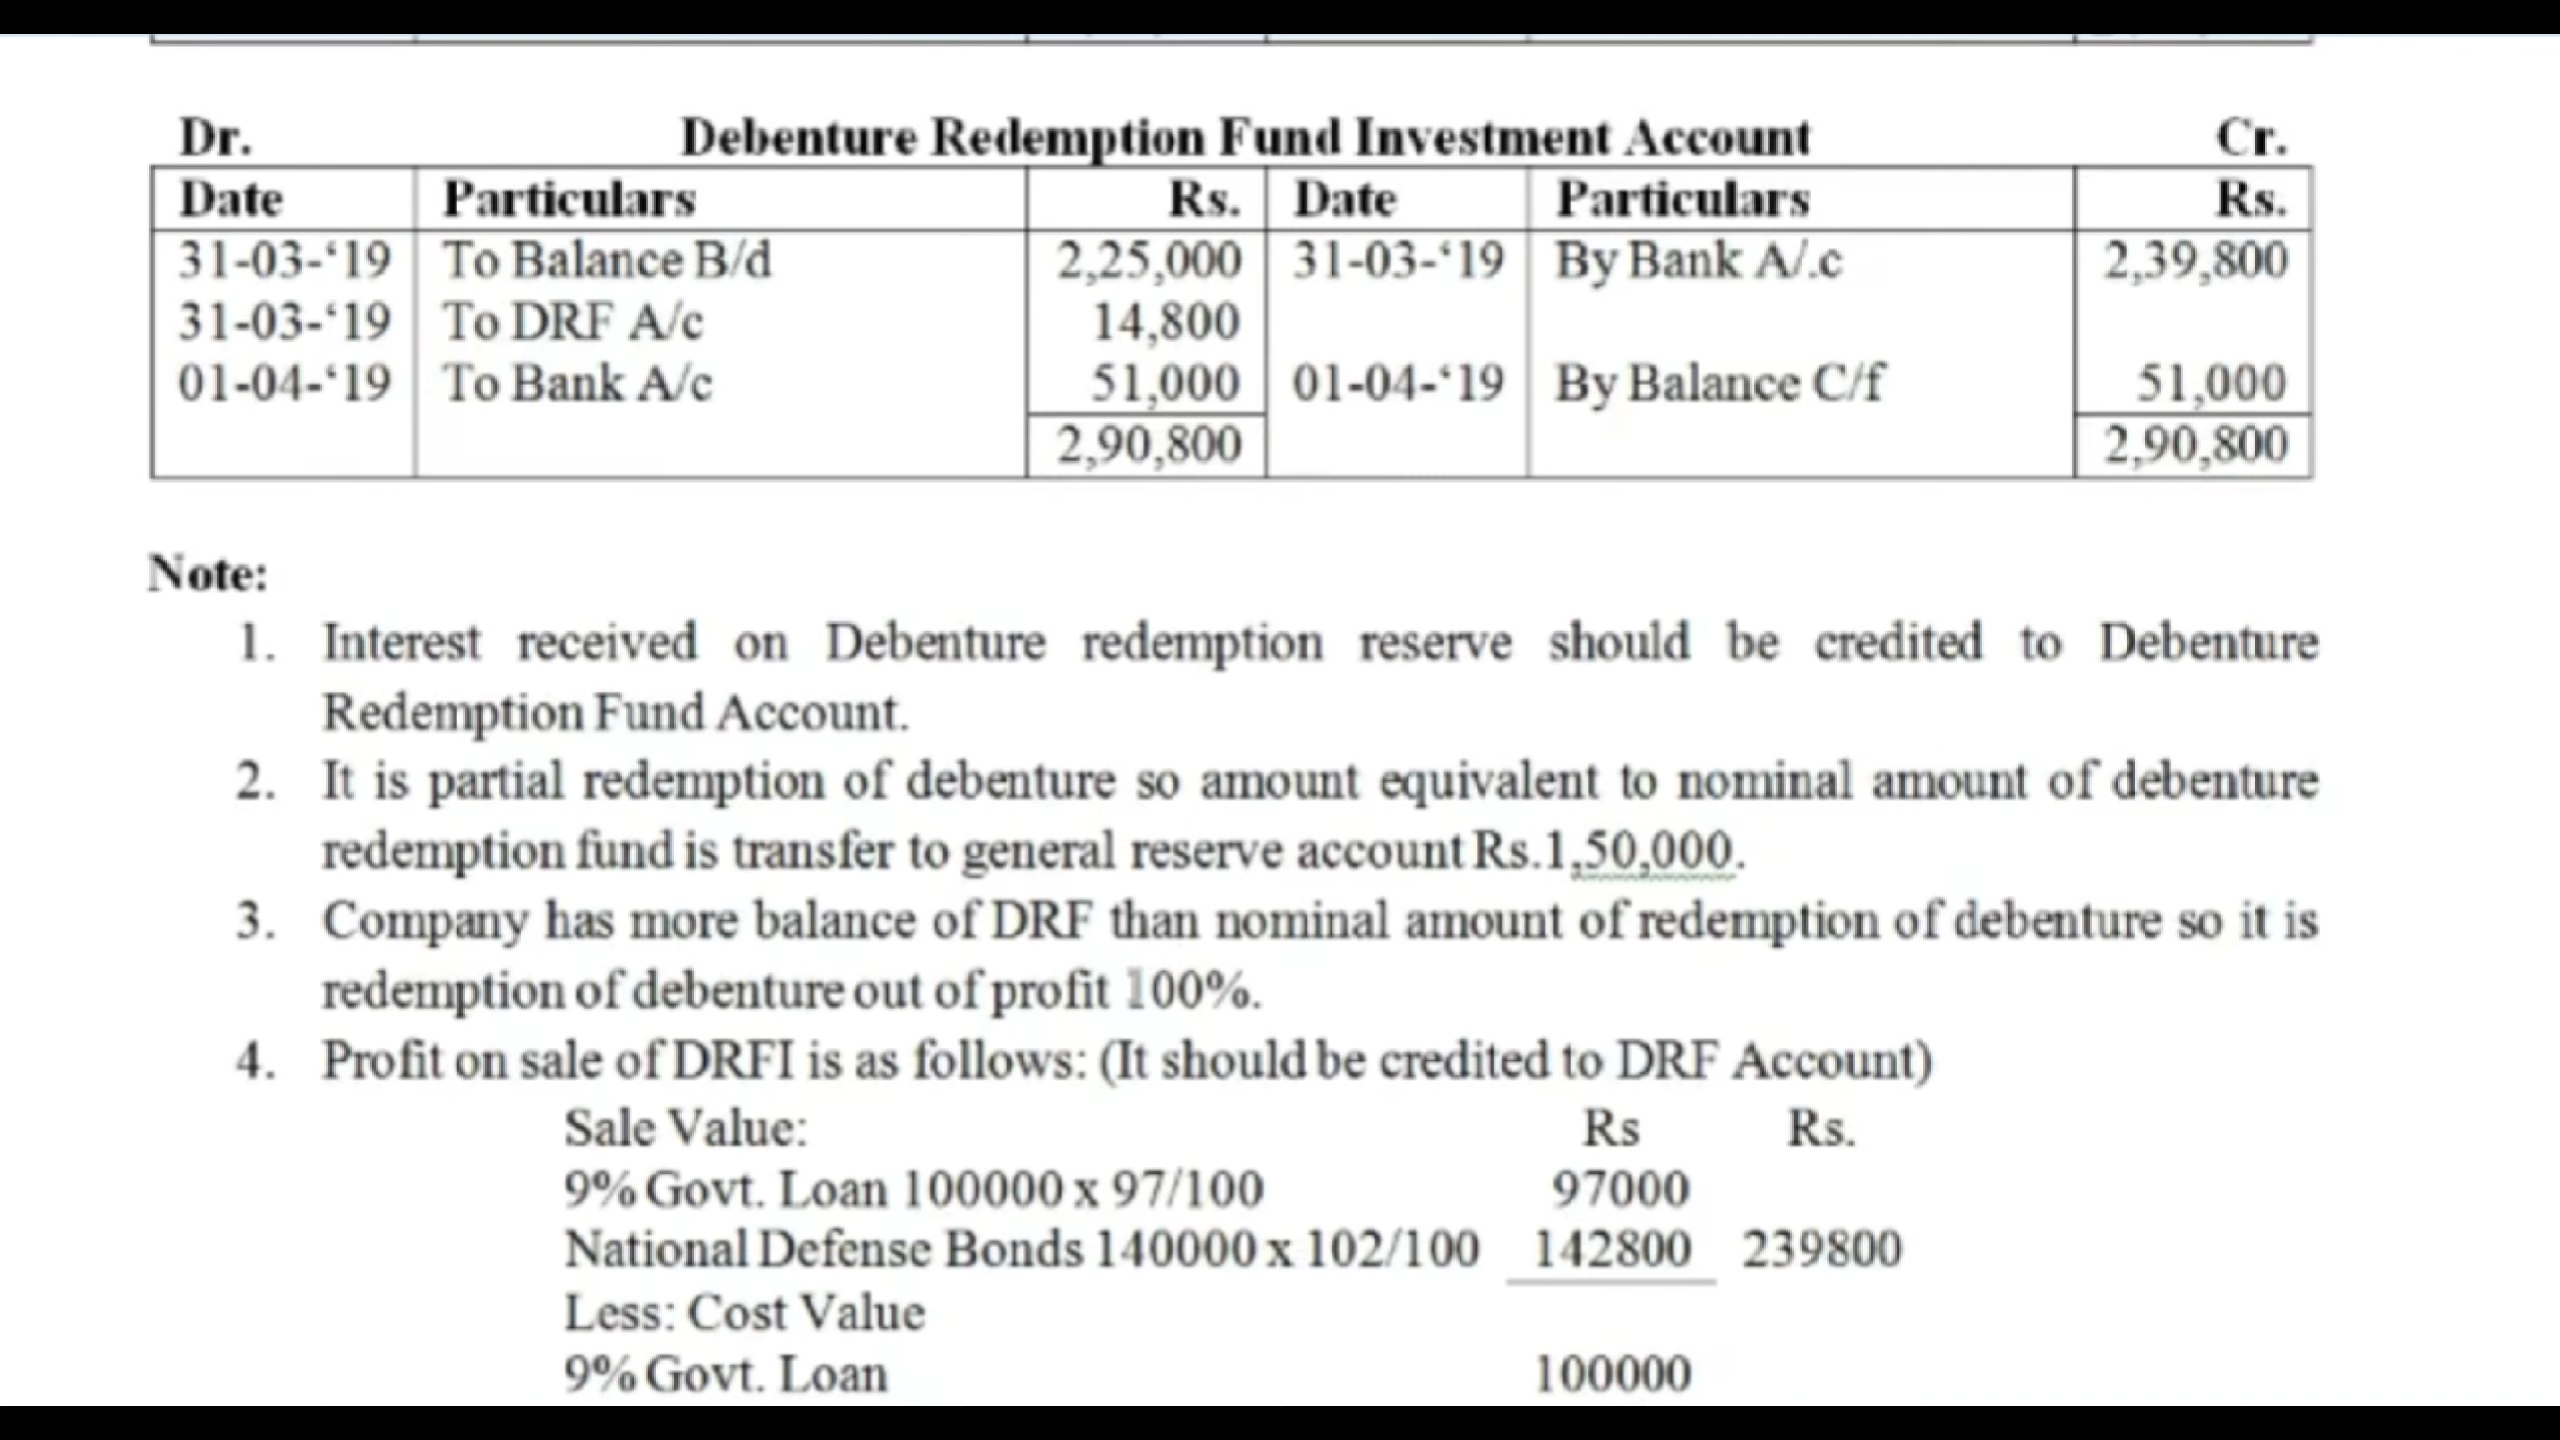 Dr. Debenture Redemption Fund Investment Account Cr.
Date Particulars Rs. Date Particulars Rs.
31-03-‘19 To Balance B/d 2,25,000 31-03-‘19 By Bank A/.c 2,39,800
31-03-‘19 To DRF A/c 14,800
01-04-‘19 To Bank A/c 51,000 01-04-‘19 By Balance C/f 51,000
2,90,800 2,90,800
Note:
1. Interest received on Debenture redemption reserve should be credited to Debenture
Redemption Fund Account.
2. It is partial redemption of debenture so amount equivalent to nominal amount of debenture
redemption fund is transfer to general reserve account Rs.1,50,000.
3. Company has more balance of DRF than nominal amount of redemption of debenture so it is
redemption of debenture out of profit 100%.
4. Profit on sale of DRFI is as follows: (It should be credited to DRF Account)
Sale Value: Rs Rs.
9% Govt. Loan 100000 x 97/100 97000
National Defense Bonds 140000 x 102/100 142800 239800
Less: Cost Value
9% Govt. Loan 100000